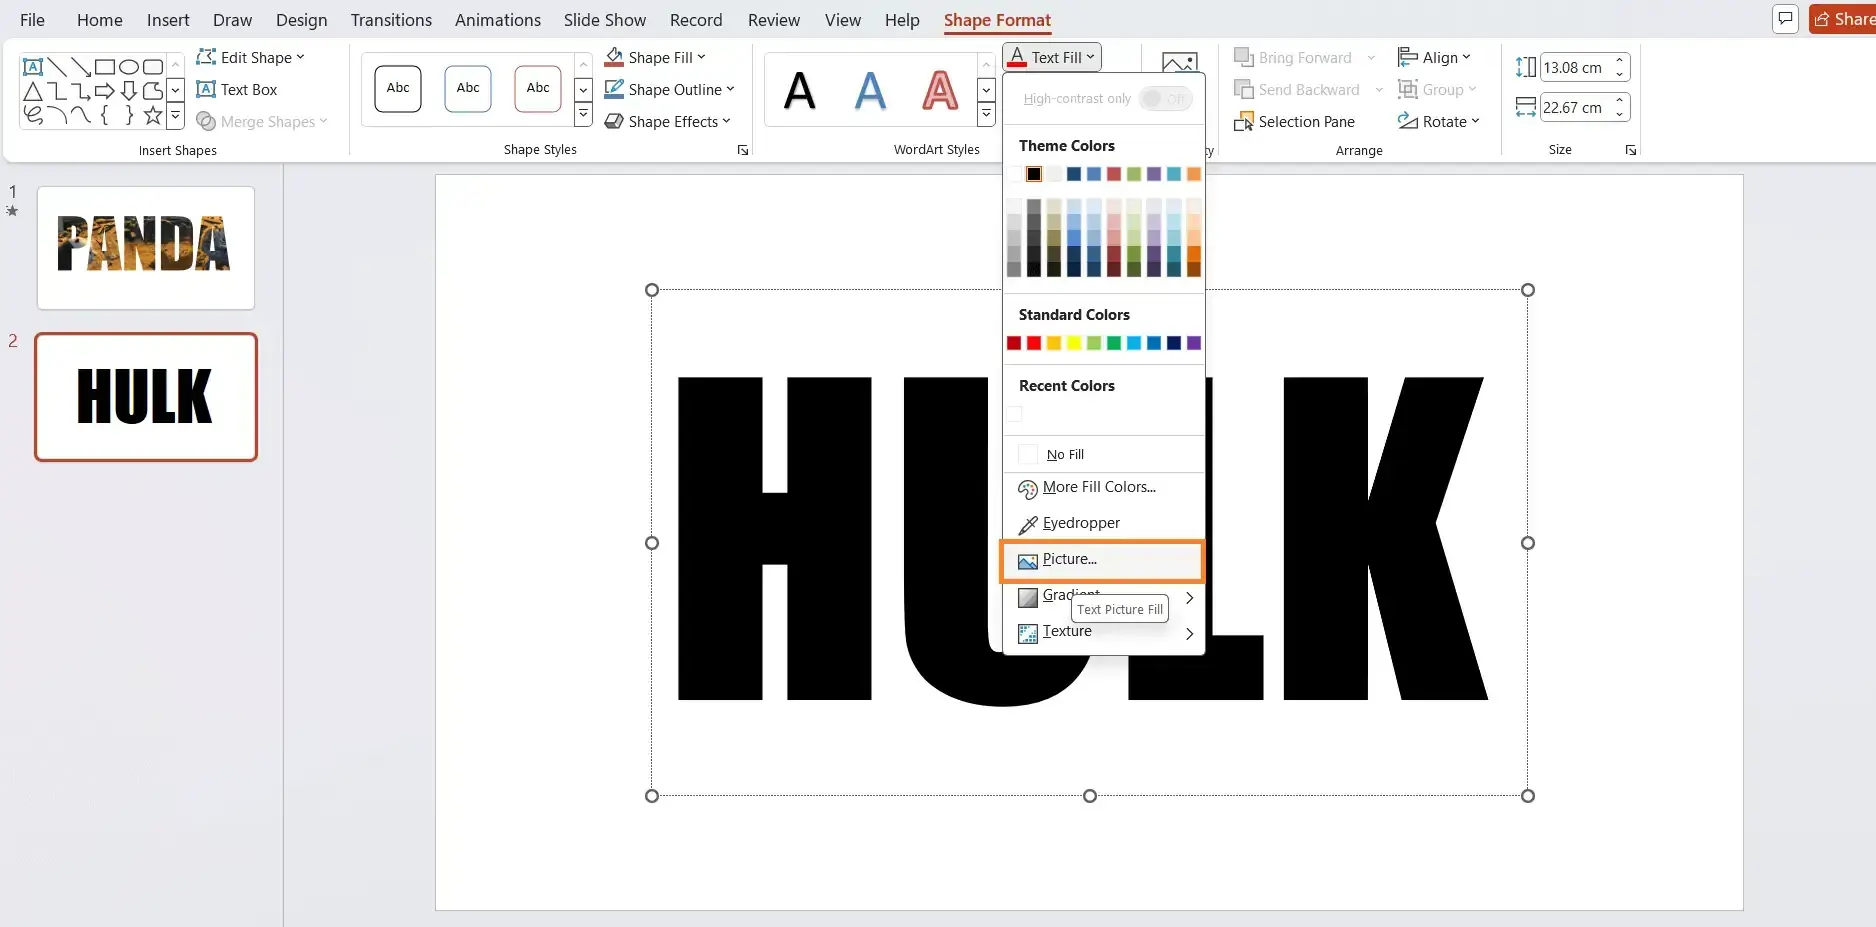 File Home Insert Draw Design Transitions Animations Slide Show Record Review View Help Shape Format Share
Edit Shape
Text Box
Merge Shapes
Insert Shapes
Abc Abc Abc
Shape Fill
Shape Outline
Shape Effects
Shape Styles
A A A
WordArt Styles
Text Fill
Bring Forward
Send Backward
Selection Pane
Align
Group
Rotate
Arrange
13.08 cm
22.67 cm
Size
High-contrast only Off
Theme Colors
Standard Colors
Recent Colors
No Fill
More Fill Colors...
Eyedropper
Picture...
Gradient
Text Picture Fill
Texture
1
PANDA
2
HULK
HULK